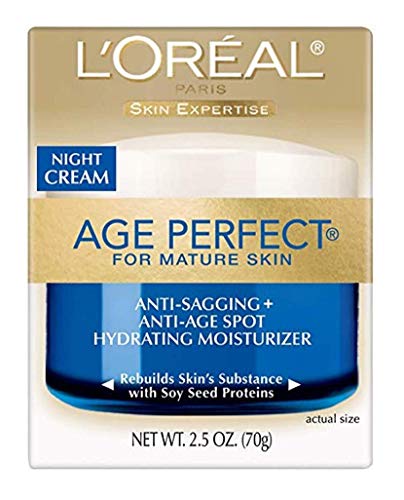 L'ORÉAL®
PARIS
SKIN EXPERTISE
NIGHT
CREAM
AGE PERFECT®
FOR MATURE SKIN
ANTI-SAGGING +
ANTI-AGE SPOT
HYDRATING MOISTURIZER
Rebuilds Skin's Substance
with Soy Seed Proteins
actual size
NET WT. 2.5 OZ. (70g)